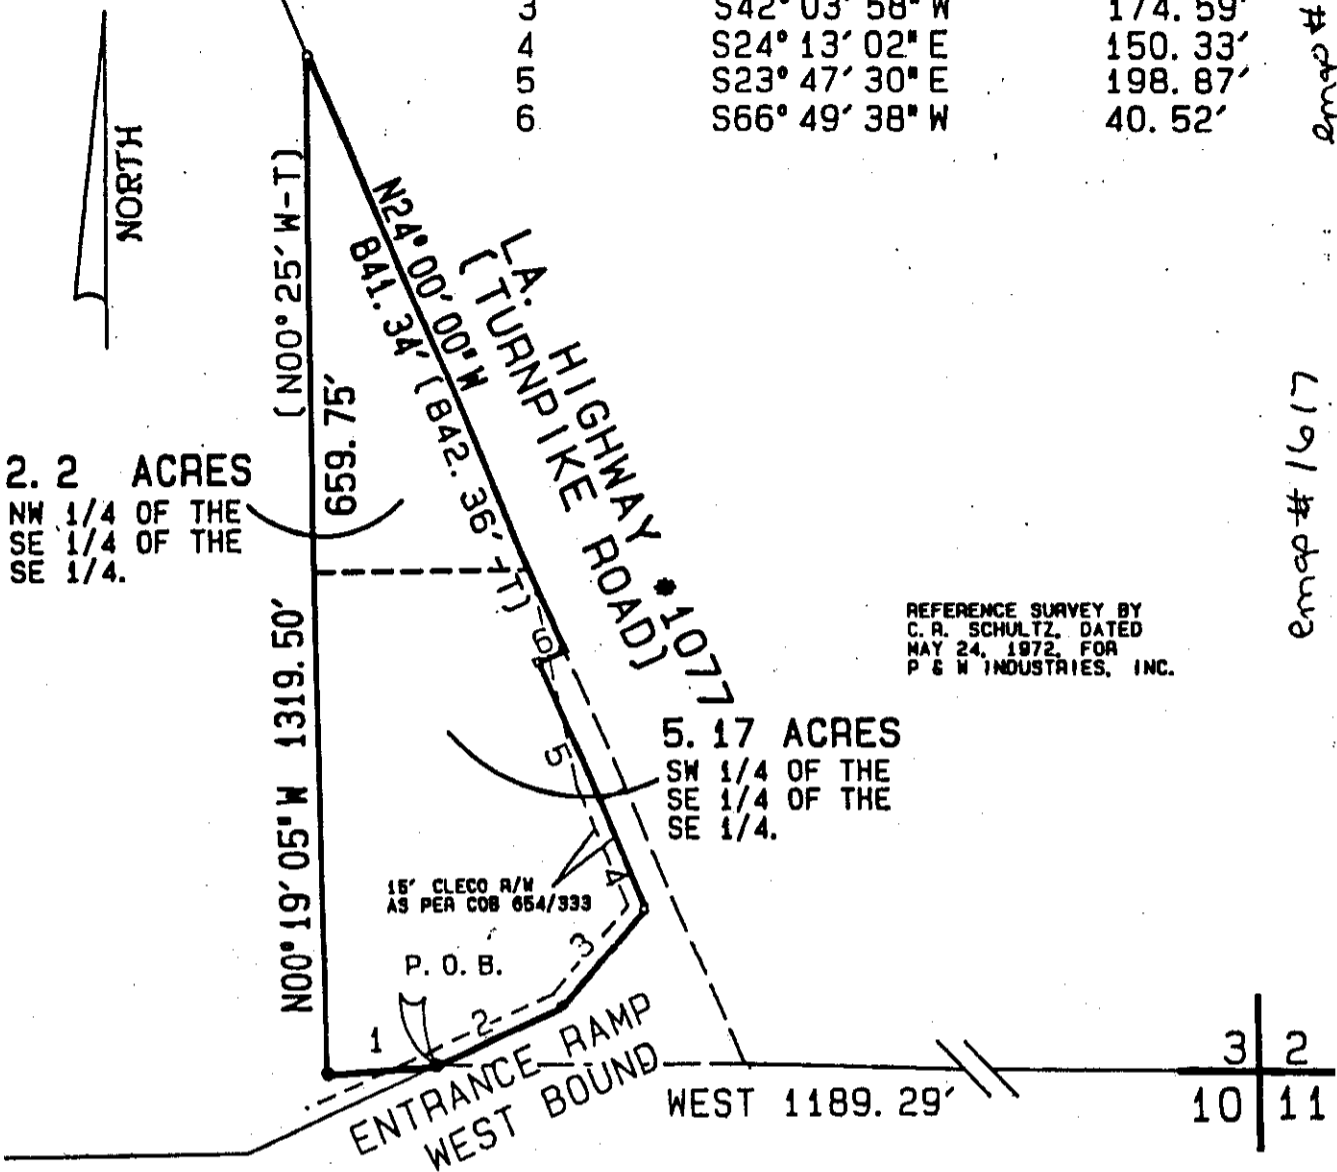 3 S42° 03′ 58" W 174. 59′
4 S24° 13′ 02" E 150. 33′
5 S23° 47′ 30" E 198. 87′
6 S66° 49′ 38" W 40. 52′
NORTH
(N00° 25′ W-T)
659. 75′
N24° 00′ 00" W
841. 34′ (842. 36′ -T)
LA. HIGHWAY #1077
(TURNPIKE ROAD)
2. 2 ACRES
NW 1/4 OF THE
SE 1/4 OF THE
SE 1/4.
N00° 19′ 05" W 1319. 50′
REFERENCE SURVEY BY
C. R. SCHULTZ, DATED
MAY 24, 1972, FOR
P & W INDUSTRIES, INC.
6
5
5. 17 ACRES
SW 1/4 OF THE
SE 1/4 OF THE
SE 1/4.
4
15′ CLECO R/W
AS PER COB 654/333
3
P. O. B.
2
1
ENTRANCE RAMP
WEST BOUND
WEST 1189. 29′
3 2
10 11